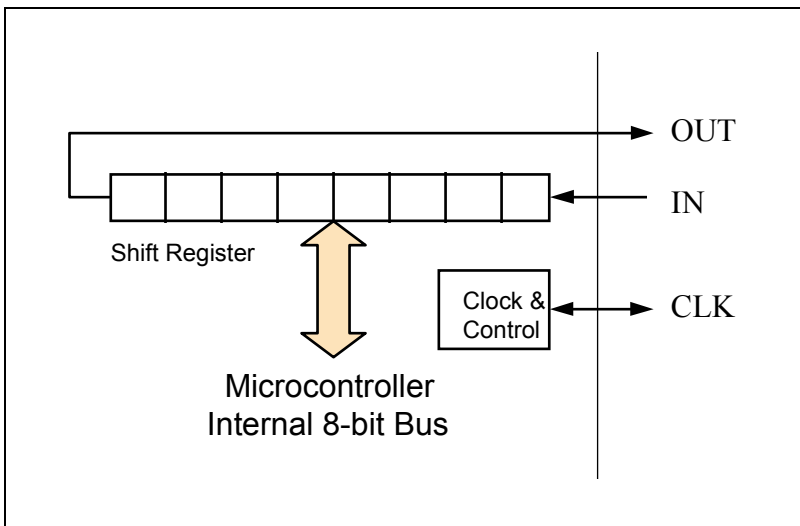 OUT
IN
Shift Register
Clock &
Control
CLK
Microcontroller
Internal 8-bit Bus